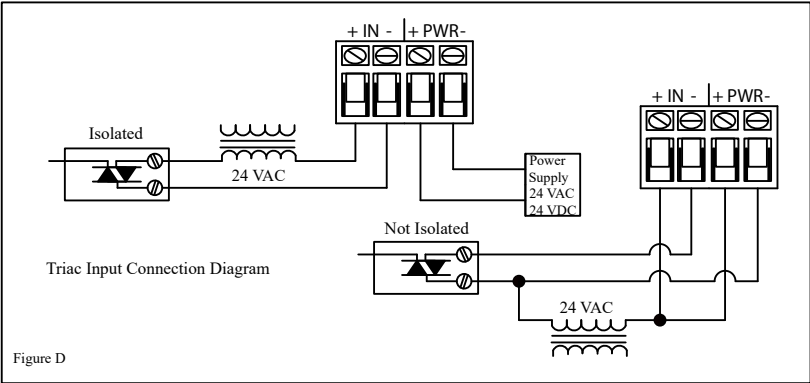 + IN - + PWR-
Isolated
24 VAC
Power
Supply
24 VAC
24 VDC
+ IN - + PWR-
Not Isolated
24 VAC
Triac Input Connection Diagram
Figure D